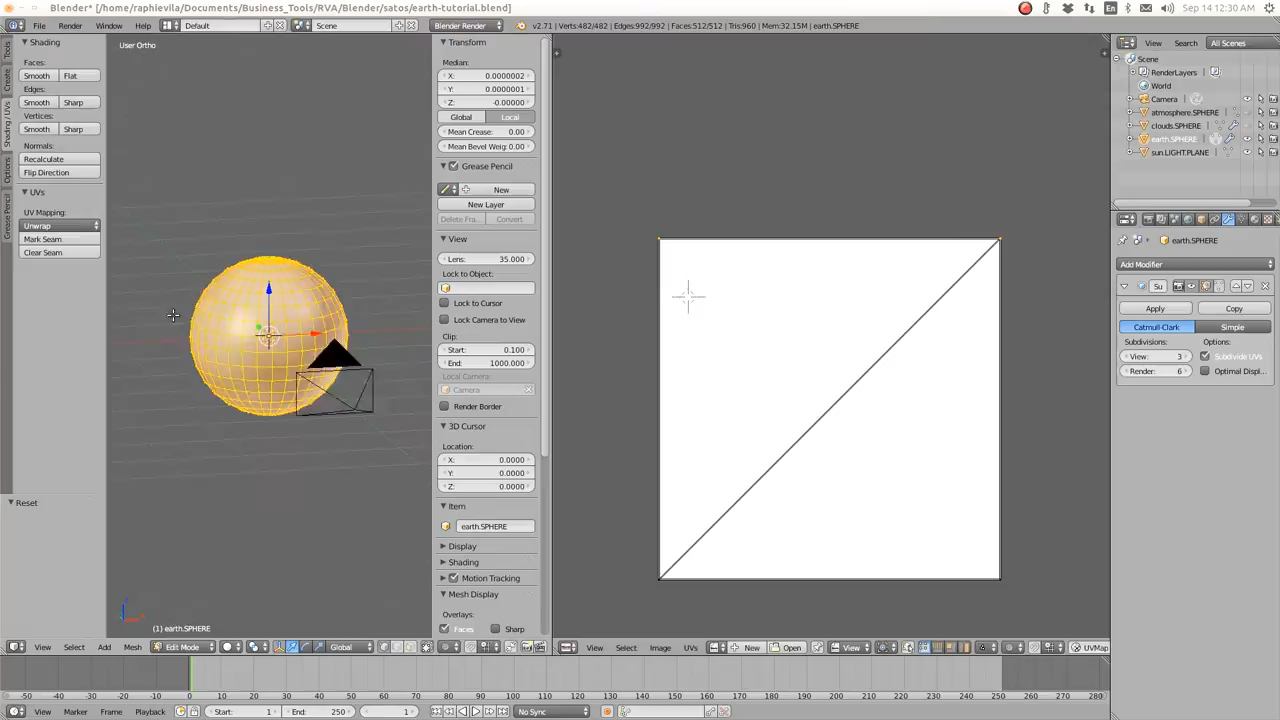 Blender* [/home/raphievila/Documents/Business_Tools/RVA/Blender/satos/earth-tutorial.blend]
En
Sep 14 12:30 AM
File Render Window Help
Default
Scene
Blender Render
v2.71 | Verts:482/482 | Edges:992/992 | Faces:512/512 | Tris:960 | Mem:32.15M | earth.SPHERE
Tools
Create
Shading / UVs
Options
Grease Pencil
Shading
Faces:
Smooth Flat
Edges:
Smooth Sharp
Vertices:
Smooth Sharp
Normals:
Recalculate
Flip Direction
UVs
UV Mapping:
Unwrap
Mark Seam
Clear Seam
Reset
User Ortho
(1) earth.SPHERE
Transform
Median:
X: 0.0000002
Y: 0.0000001
Z: -0.00000
Global Local
Mean Crease: 0.00
Mean Bevel Weig: 0.00
Grease Pencil
New
New Layer
Delete Fra... Convert
View
Lens: 35.000
Lock to Object:
Lock to Cursor
Lock Camera to View
Clip:
Start: 0.100
End: 1000.000
Local Camera:
Camera
Render Border
3D Cursor
Location:
X: 0.0000
Y: 0.0000
Z: 0.0000
Item
earth.SPHERE
Display
Shading
Motion Tracking
Mesh Display
Overlays:
Faces Sharp
View Search All Scenes
Scene
RenderLayers
World
Camera
atmosphere.SPHERE
clouds.SPHERE
earth.SPHERE
sun.LIGHT.PLANE
earth.SPHERE
Add Modifier
Su
Apply Copy
Catmull-Clark Simple
Subdivisions: Options:
View: 3 Subdivide UVs
Render: 6 Optimal Displ...
View Select Add Mesh Edit Mode Global
View Select Image UVs New Open View UVMap
-50 -40 -30 -20 -10 0 10 20 30 40 50 60 70 80 90 100 110 120 130 140 150 160 170 180 190 200 210 220 230 240 250 260 270 280
View Marker Frame Playback Start: 1 End: 250 1 No Sync